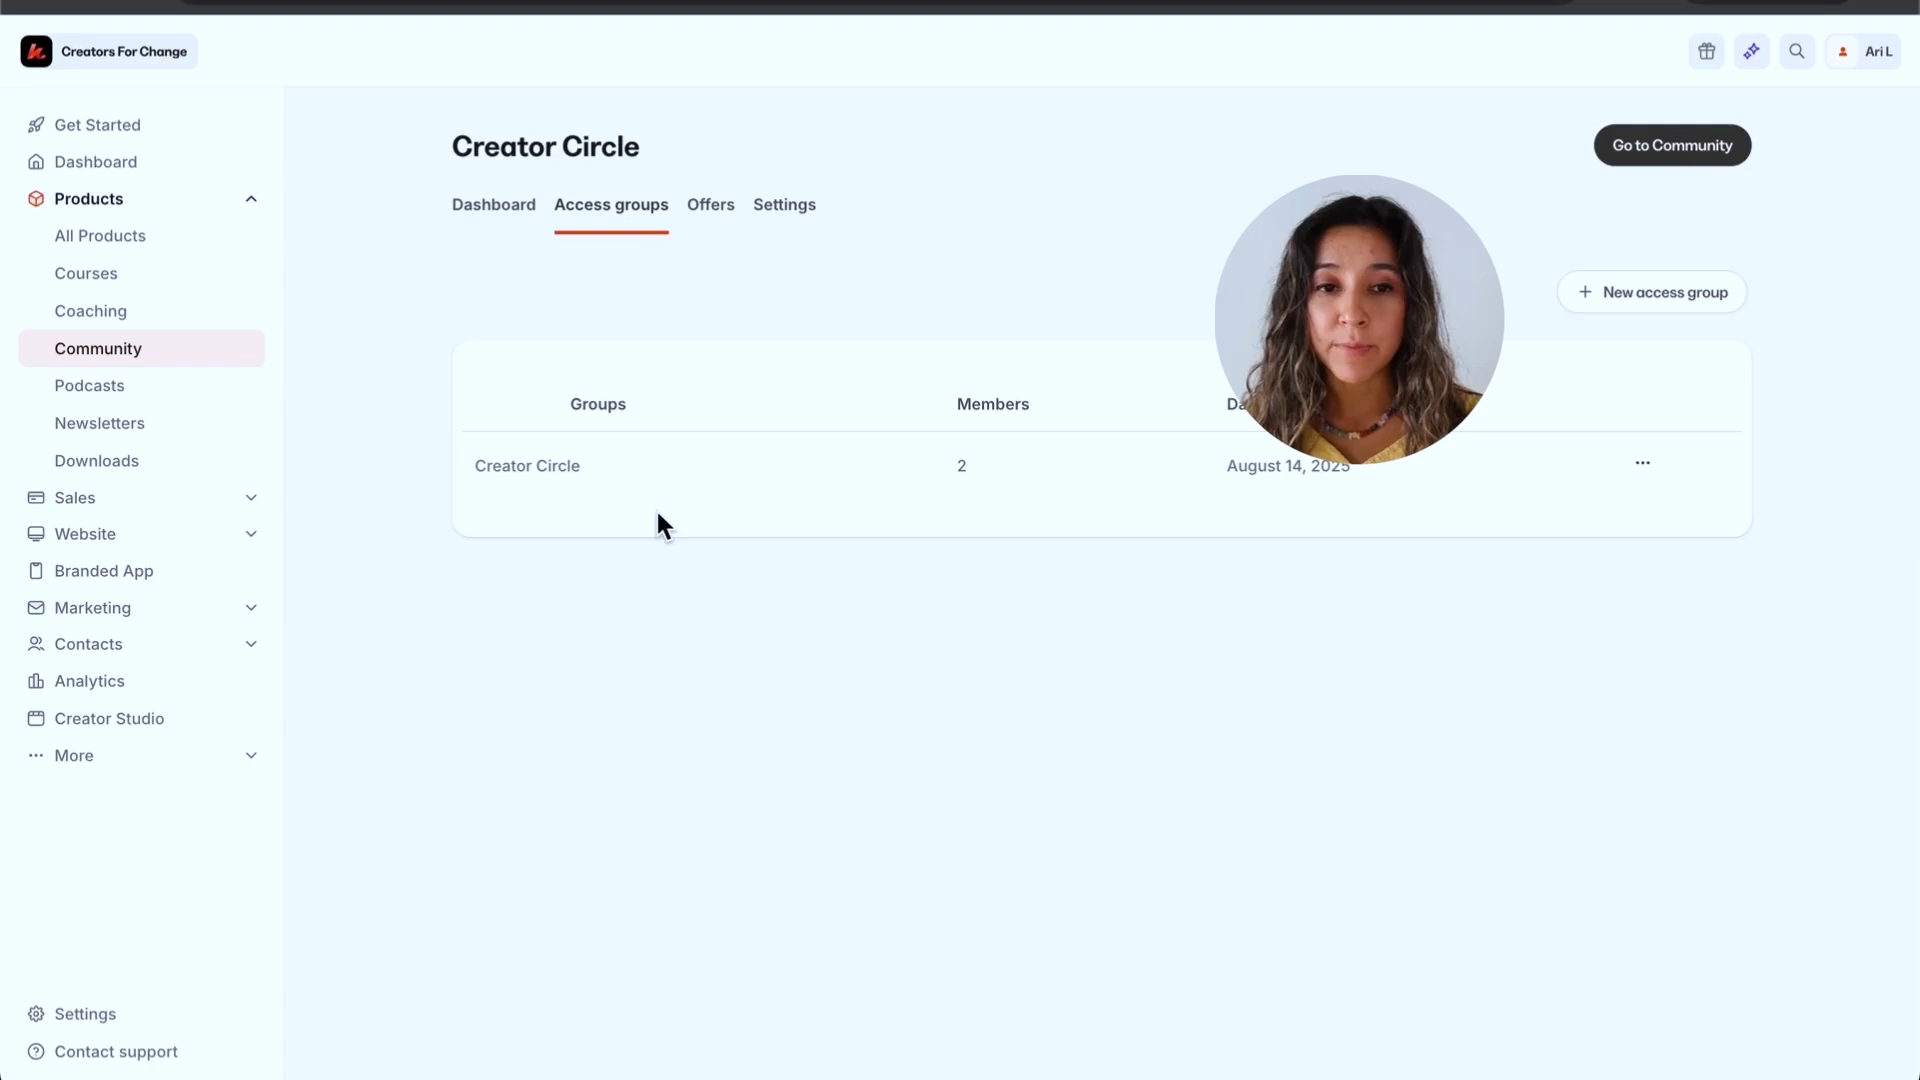 Creators For Change
Ari L
Get Started
Dashboard
Products
All Products
Courses
Coaching
Community
Podcasts
Newsletters
Downloads
Sales
Website
Branded App
Marketing
Contacts
Analytics
Creator Studio
More
Settings
Contact support
Creator Circle
Go to Community
Dashboard Access groups Offers Settings
New access group
Groups Members
Creator Circle 2 August 14, 2025